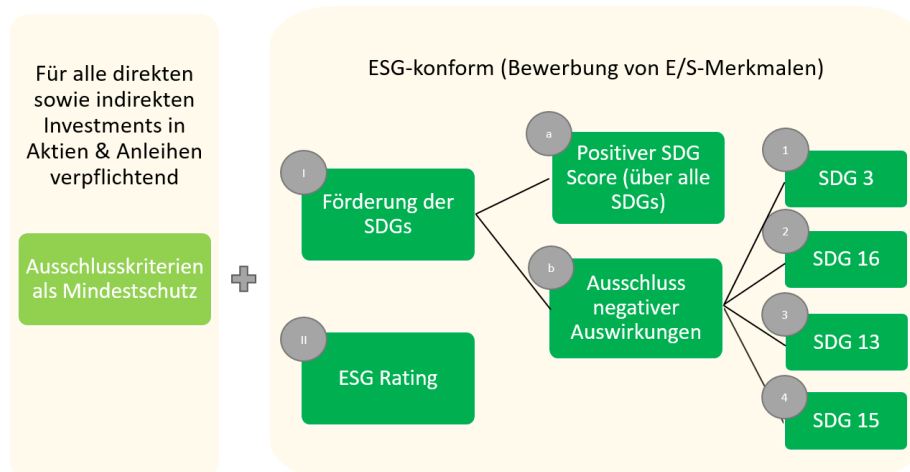 Für alle direkten
sowie indirekten
Investments in
Aktien & Anleihen
verpflichtend
Ausschlusskriterien
als Mindestschutz
ESG-konform (Bewerbung von E/S-Merkmalen)
I
Förderung der
SDGs
II
ESG Rating
a
Positiver SDG
Score (über alle
SDGs)
b
Ausschluss
negativer
Auswirkungen
1
SDG 3
2
SDG 16
3
SDG 13
4
SDG 15